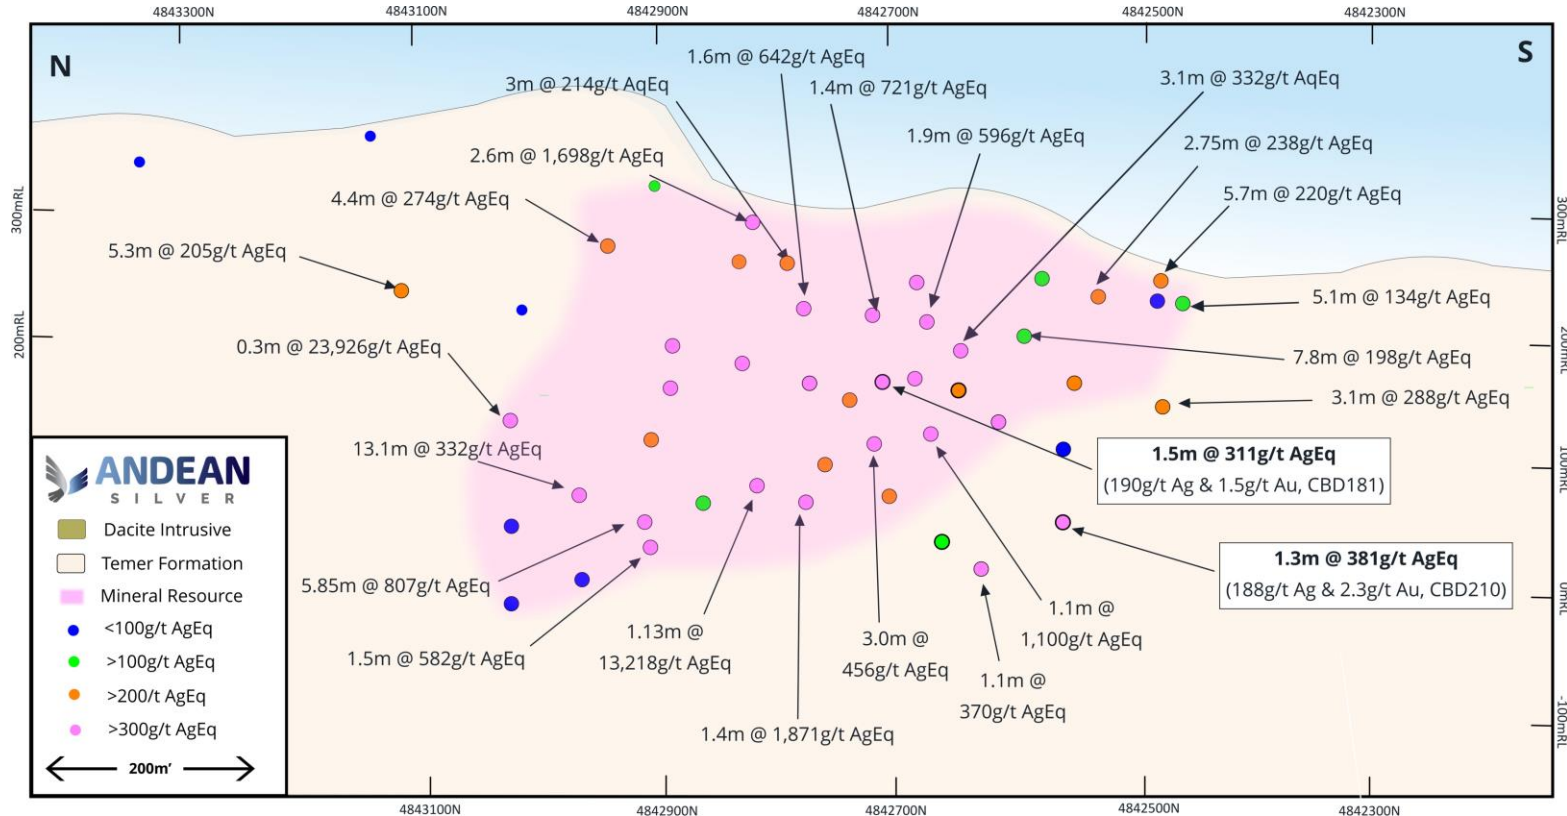 4843300N
4843100N
4842900N
4842700N
4842500N
4842300N
N
S
1.6m @ 642g/t AgEq
3m @ 214g/t AqEq
1.4m @ 721g/t AgEq
3.1m @ 332g/t AqEq
1.9m @ 596g/t AgEq
2.75m @ 238g/t AgEq
2.6m @ 1,698g/t AgEq
4.4m @ 274g/t AgEq
5.7m @ 220g/t AgEq
300mRL
300mRL
5.3m @ 205g/t AgEq
5.1m @ 134g/t AgEq
200mRL
200mRL
0.3m @ 23,926g/t AgEq
7.8m @ 198g/t AgEq
3.1m @ 288g/t AgEq
13.1m @ 332g/t AgEq
1.5m @ 311g/t AgEq
(190g/t Ag & 1.5g/t Au, CBD181)
100mRL
1.3m @ 381g/t AgEq
(188g/t Ag & 2.3g/t Au, CBD210)
0mRL
5.85m @ 807g/t AgEq
1.5m @ 582g/t AgEq
1.13m @
13,218g/t AgEq
3.0m @
456g/t AgEq
1.1m @
1,100g/t AgEq
1.1m @
370g/t AgEq
1.4m @ 1,871g/t AgEq
-100mRL
ANDEAN
SILVER
Dacite Intrusive
Temer Formation
Mineral Resource
<100g/t AgEq
>100g/t AgEq
>200/t AgEq
>300g/t AgEq
200m'
4843100N
4842900N
4842700N
4842500N
4842300N